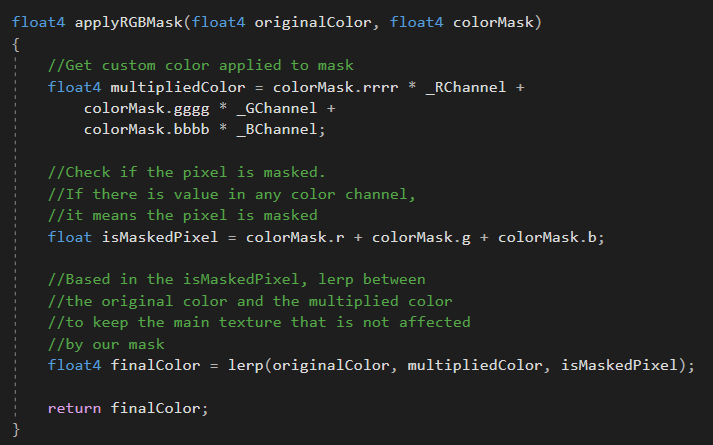 float4 applyRGBMask(float4 originalColor, float4 colorMask)
{
    //Get custom color applied to mask
    float4 multipliedColor = colorMask.rrrr * _RChannel +
        colorMask.gggg * _GChannel +
        colorMask.bbbb * _BChannel;

    //Check if the pixel is masked.
    //If there is value in any color channel,
    //it means the pixel is masked
    float isMaskedPixel = colorMask.r + colorMask.g + colorMask.b;

    //Based in the isMaskedPixel, lerp between
    //the original color and the multiplied color
    //to keep the main texture that is not affected
    //by our mask
    float4 finalColor = lerp(originalColor, multipliedColor, isMaskedPixel);

    return finalColor;
}